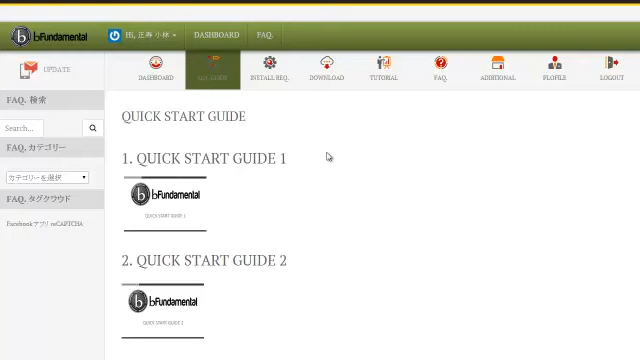 bFundamental
Hi, 正寿 小林
DASHBOARD
FAQ.
UPDATE
DASHBOARD
INSTALL REQ.
DOWNLOAD
TUTORIAL
FAQ.
ADDITIONAL
PLOFILE
LOGOUT
FAQ. 検索
Search...
FAQ. カテゴリー
カテゴリーを選択
FAQ. タグクラウド
Facebookアプリ reCAPTCHA
QUICK START GUIDE
1. QUICK START GUIDE 1
bFundamental
QUICK START GUIDE 1
2. QUICK START GUIDE 2
bFundamental
QUICK START GUIDE 2